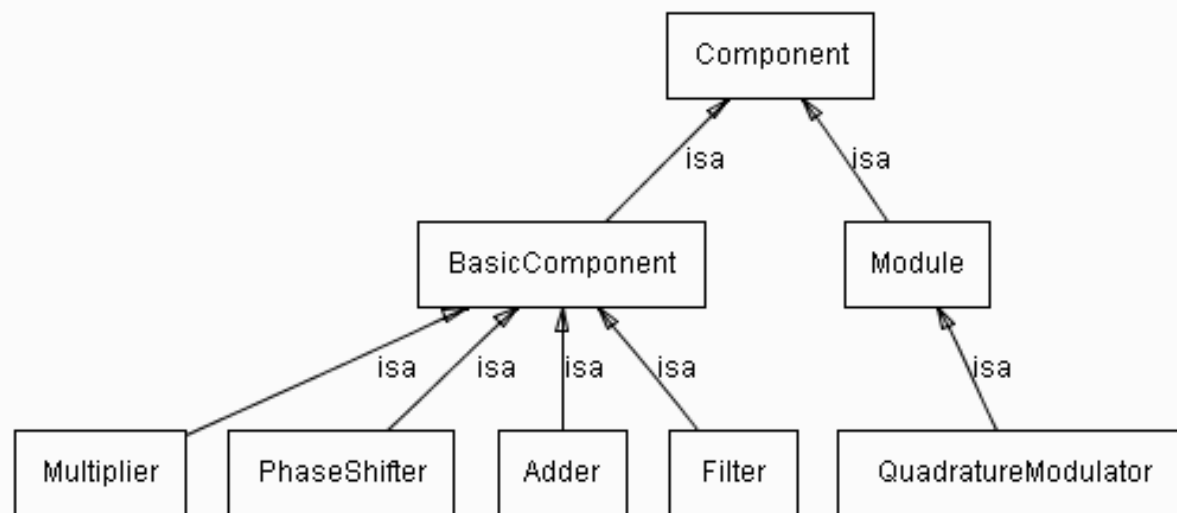 Component
isa isa
BasicComponent Module
isa isa isa isa isa
Multiplier PhaseShifter Adder Filter QuadratureModulator